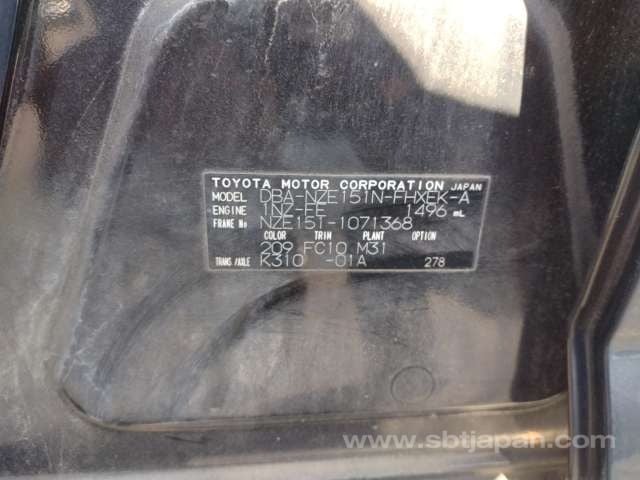 TOYOTA MOTOR CORPORATION JAPAN
MODEL DBA-NZE151N-FHXEK-A
ENGINE 1NZ-FE 1496 mL
FRAME No NZE151-1071368
COLOR TRIM PLANT OPTION
209 FC10 M31
TRANS/AXLE K310 -01A 278
www.sbtjapan.com